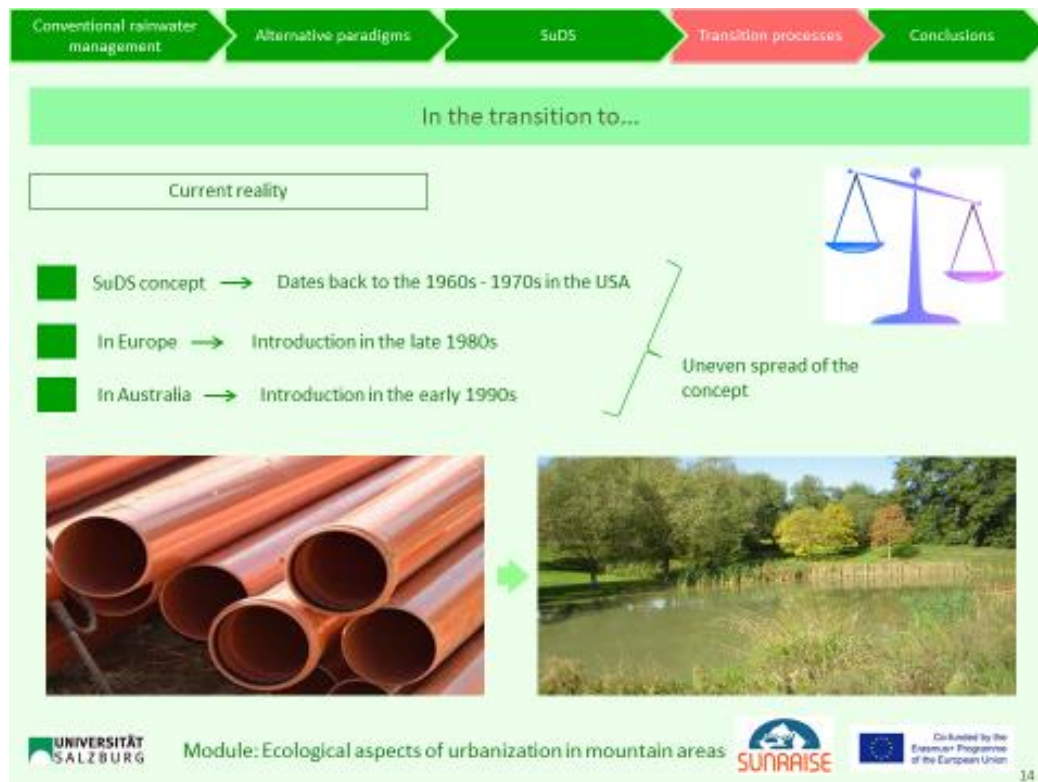 Conventional rainwater
management
Alternative paradigms
SuDS
Transition processes
Conclusions
In the transition to...
Current reality
SuDS concept → Dates back to the 1960s - 1970s in the USA
In Europe → Introduction in the late 1980s
In Australia → Introduction in the early 1990s
Uneven spread of the
concept
UNIVERSITÄT
SALZBURG
Module: Ecological aspects of urbanization in mountain areas
SUNRAISE
Co-funded by the
Erasmus+ Programme
of the European Union
14